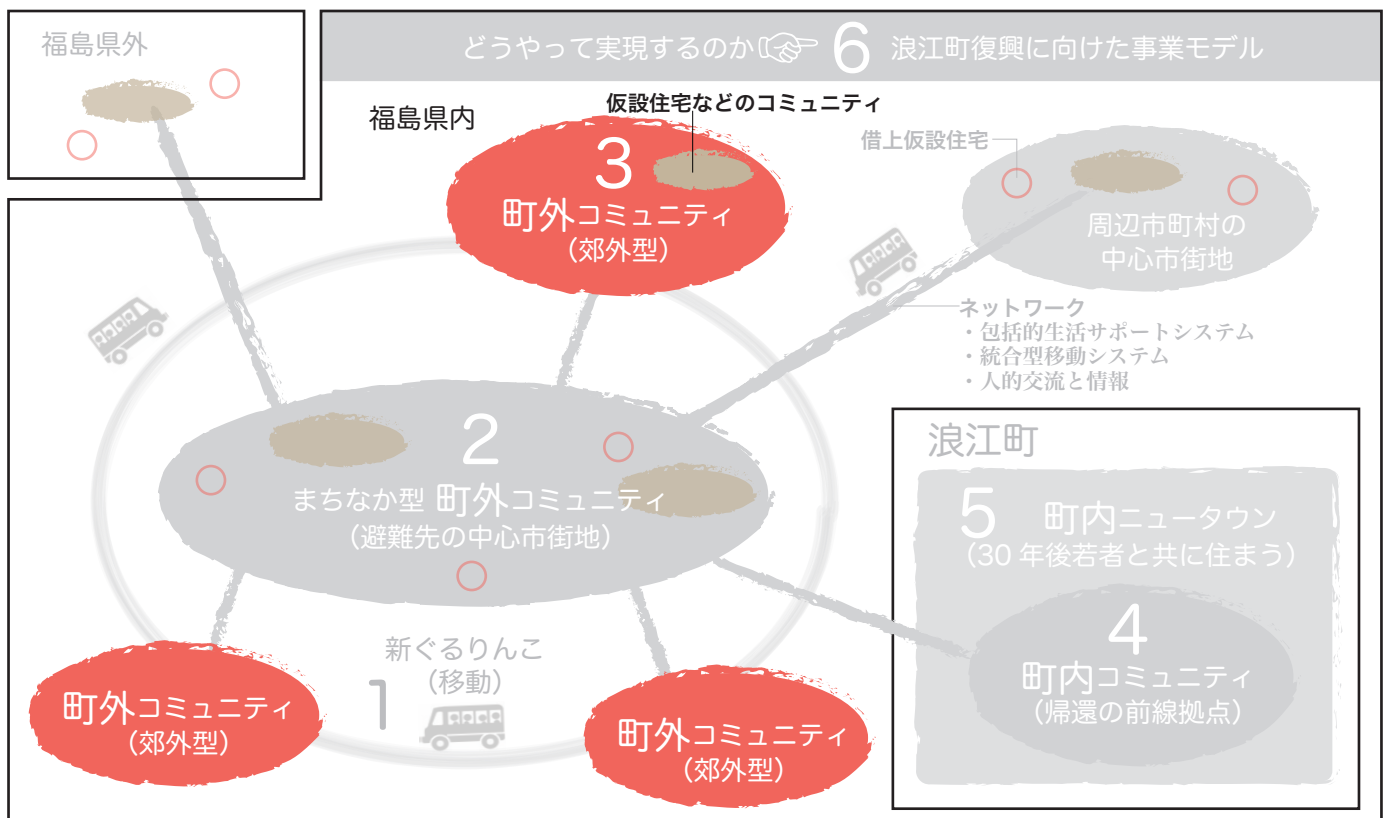 福島県外
どうやって実現するのか☞ 6 浪江町復興に向けた事業モデル
福島県内
仮設住宅などのコミュニティ
3
町外コミュニティ
（郊外型）
借上仮設住宅
周辺市町村の
中心市街地
ネットワーク
・包括的生活サポートシステム
・統合型移動システム
・人的交流と情報
2
まちなか型 町外コミュニティ
（避難先の中心市街地）
浪江町
5 町内ニュータウン
（30年後若者と共に住まう）
4
町内コミュニティ
（帰還の前線拠点）
新ぐるりんこ
（移動）
1
町外コミュニティ
（郊外型）
町外コミュニティ
（郊外型）